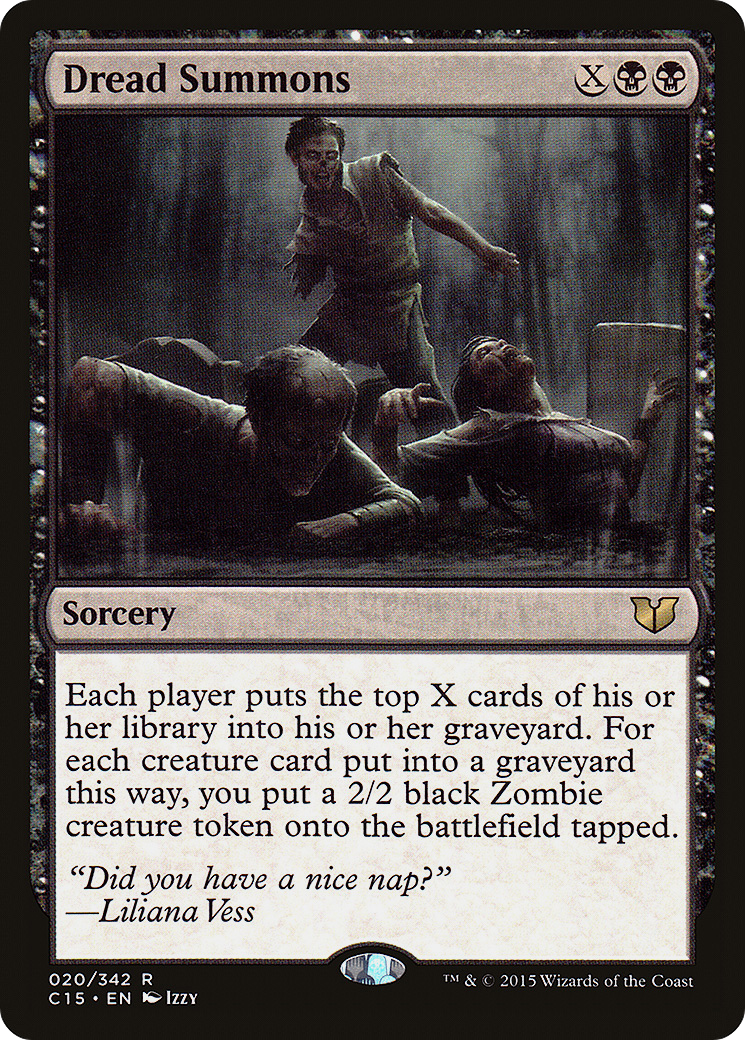 Dread Summons X
Sorcery
Each player puts the top X cards of his or
her library into his or her graveyard. For
each creature card put into a graveyard
this way, you put a 2/2 black Zombie
creature token onto the battlefield tapped.
“Did you have a nice nap?”
—Liliana Vess
020/342 R
C15 • EN Izzy
™ & © 2015 Wizards of the Coast